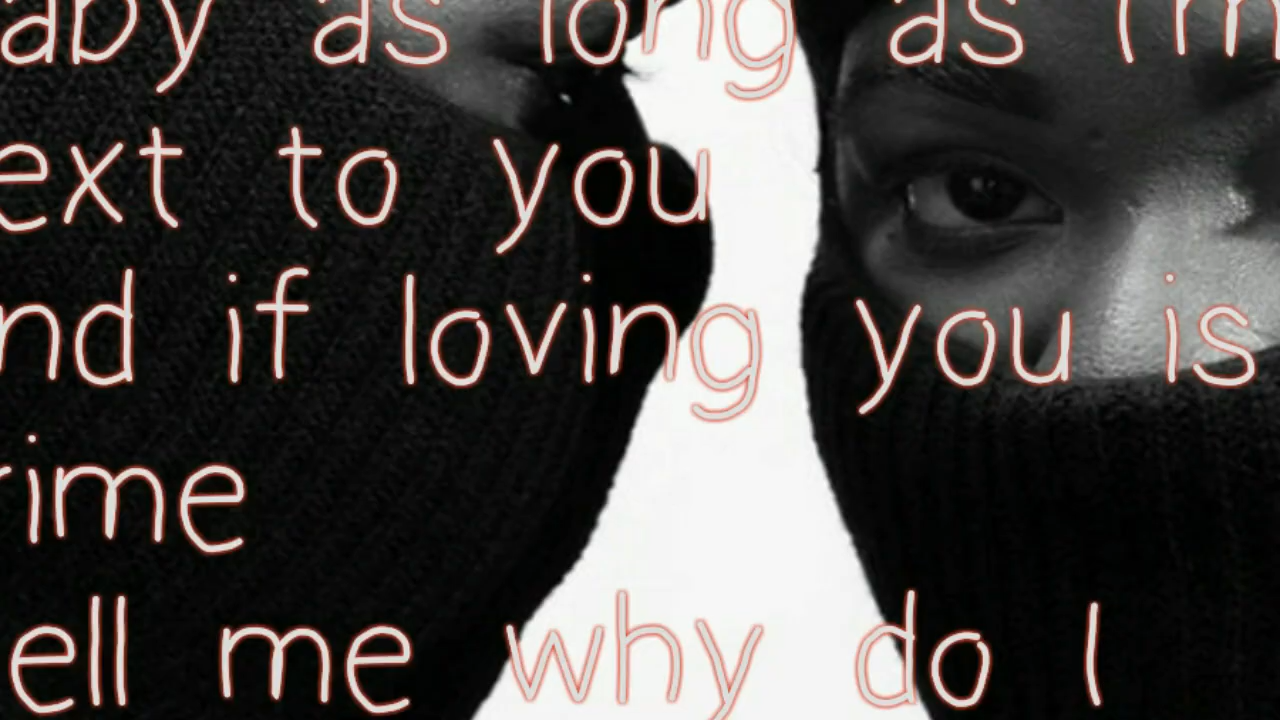 aby as long as I'm
ext to you
nd if loving you is
rime
ell me why do I